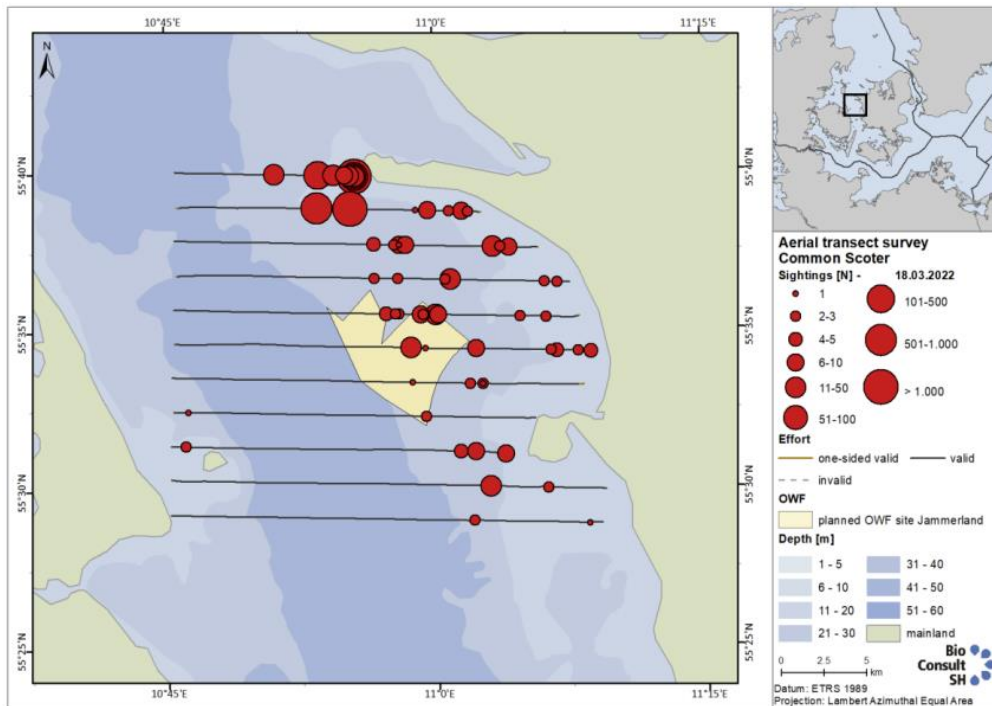 10°45'E 11°0'E 11°15'E
N
55°40'N 55°40'N
55°35'N 55°35'N
55°30'N 55°30'N
55°25'N 55°25'N
10°45'E 11°0'E 11°15'E
Aerial transect survey
Common Scoter
Sightings [N] - 18.03.2022
1 101-500
2-3
4-5 501-1.000
6-10
11-50 > 1.000
51-100
Effort
one-sided valid valid
invalid
OWF
planned OWF site Jammerland
Depth [m]
1 - 5 31 - 40
6 - 10 41 - 50
11 - 20 51 - 60
21 - 30 mainland
0 2.5 5
km
Bio
Consult
SH
Datum: ETRS 1989
Projection: Lambert Azimuthal Equal Area